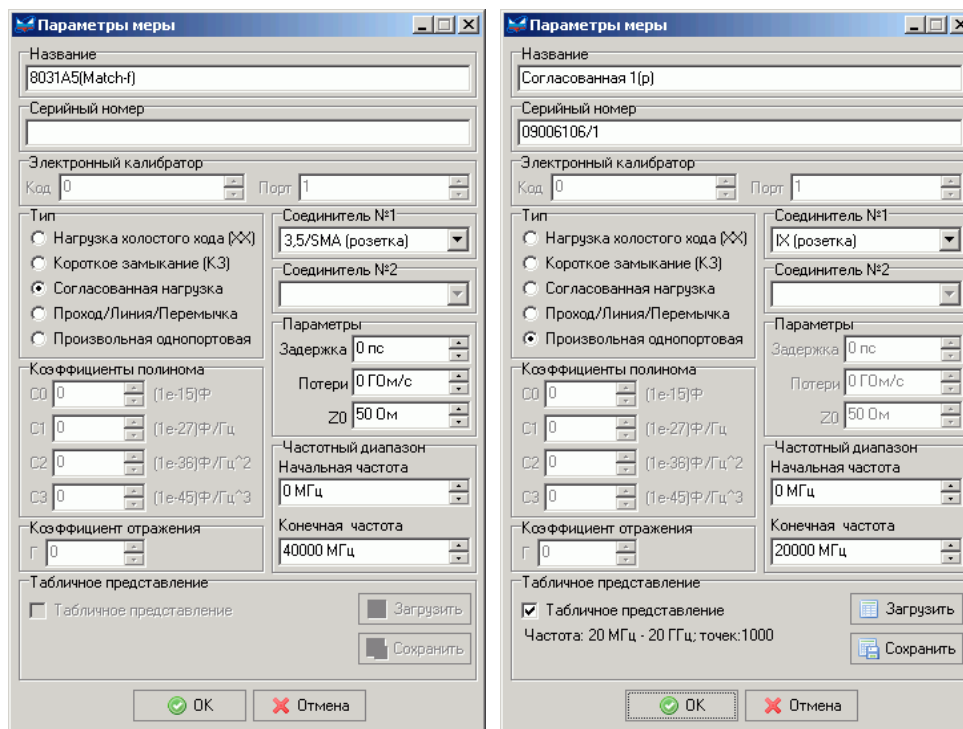 Параметры меры
Название
8031A5(Match-f)
Серийный номер
Электронный калибратор
Код 0 Порт 1
Тип
Нагрузка холостого хода (XX)
Короткое замыкание (КЗ)
Согласованная нагрузка
Проход/Линия/Перемычка
Произвольная однопортовая
Соединитель №1
3,5/SMA (розетка)
Соединитель №2
Параметры
Задержка 0 пс
Потери 0 ГОм/с
Z0 50 Ом
Коэффициенты полинома
C0 0 (1e-15)Ф
C1 0 (1e-27)Ф/Гц
C2 0 (1e-36)Ф/Гц^2
C3 0 (1e-45)Ф/Гц^3
Частотный диапазон
Начальная частота
0 МГц
Конечная частота
40000 МГц
Коэффициент отражения
Г 0
Табличное представление
Табличное представление
Загрузить
Сохранить
OK Отмена
Параметры меры
Название
Согласованная 1(р)
Серийный номер
09006106/1
Электронный калибратор
Код 0 Порт 1
Тип
Нагрузка холостого хода (XX)
Короткое замыкание (КЗ)
Согласованная нагрузка
Проход/Линия/Перемычка
Произвольная однопортовая
Соединитель №1
IX (розетка)
Соединитель №2
Параметры
Задержка 0 пс
Потери 0 ГОм/с
Z0 50 Ом
Коэффициенты полинома
C0 0 (1e-15)Ф
C1 0 (1e-27)Ф/Гц
C2 0 (1e-36)Ф/Гц^2
C3 0 (1e-45)Ф/Гц^3
Частотный диапазон
Начальная частота
0 МГц
Конечная частота
20000 МГц
Коэффициент отражения
Г 0
Табличное представление
Табличное представление
Частота: 20 МГц - 20 ГГц; точек:1000
Загрузить
Сохранить
OK Отмена